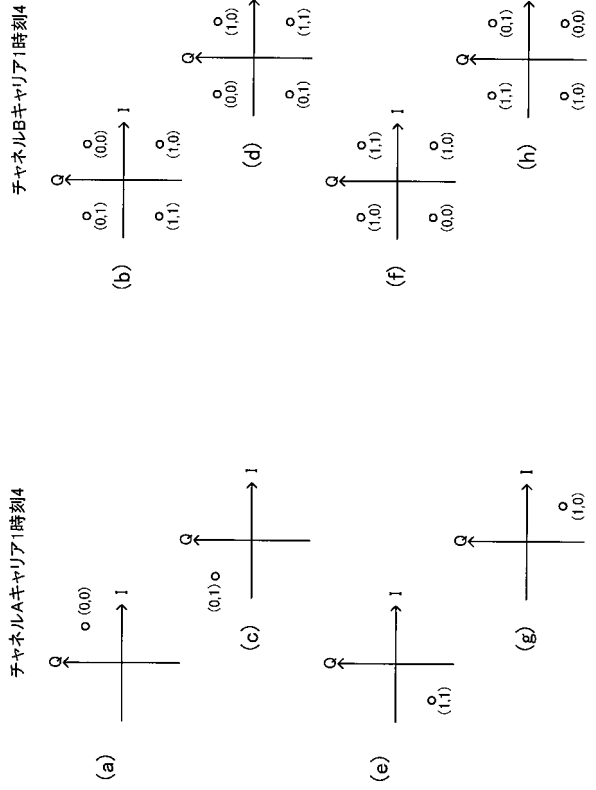 チャネルAキャリア1時刻4
チャネルBキャリア1時刻4
(a)
Q
I
(0,0)
(b)
Q
I
(0,1)
(0,0)
(1,1)
(1,0)
(c)
Q
I
(0,1)
(d)
Q
(0,0)
(1,0)
(0,1)
(1,1)
(e)
Q
I
(1,1)
(f)
Q
I
(1,0)
(1,1)
(0,0)
(1,0)
(g)
Q
I
(1,0)
(h)
Q
(1,1)
(0,1)
(1,0)
(0,0)